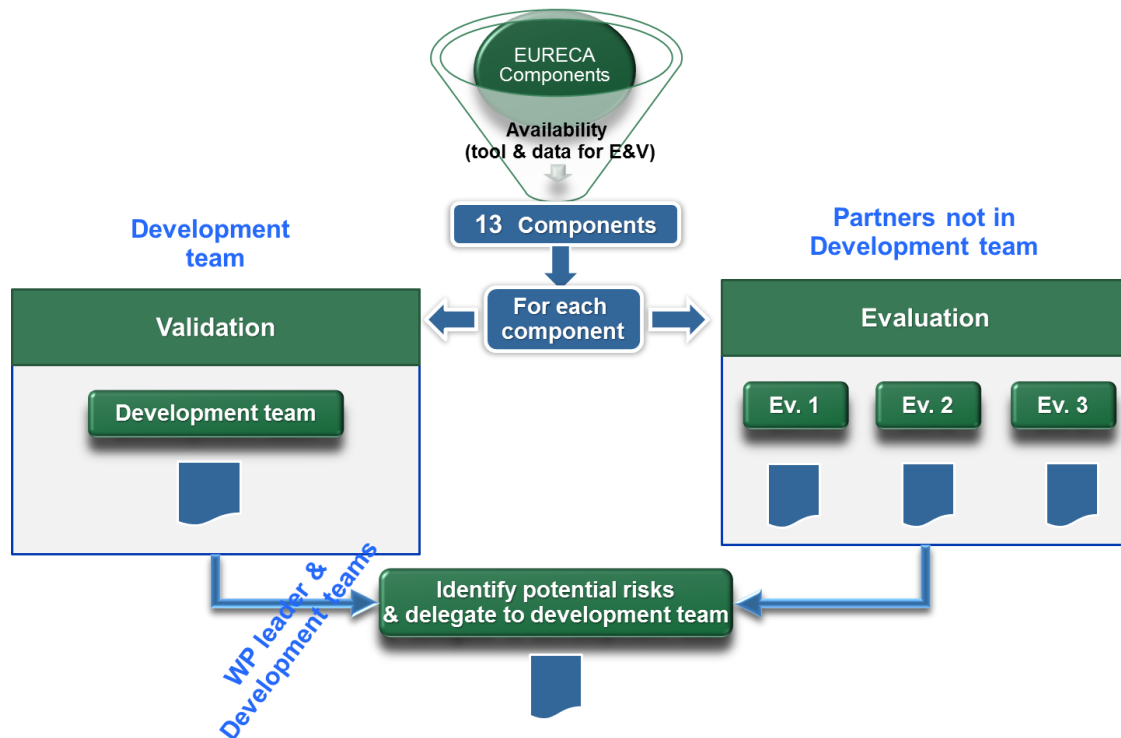 EURECA
Components
Availability
(tool & data for E&V)
13 Components
Development
team
Partners not in
Development team
For each
component
Validation
Evaluation
Development team
Ev. 1
Ev. 2
Ev. 3
WP leader &
Development teams
Identify potential risks
& delegate to development team